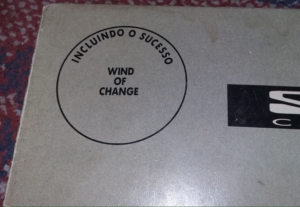 INCLUINDO O SUCESSO
WIND
OF
CHANGE